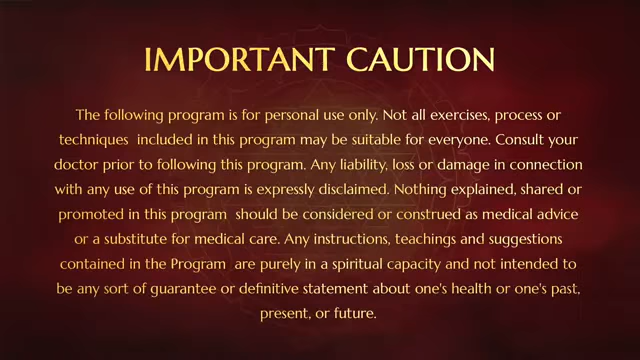 IMPORTANT CAUTION
The following program is for personal use only. Not all exercises, process or
techniques  included in this program may be suitable for everyone. Consult your
doctor prior to following this program. Any liability, loss or damage in connection
with any use of this program is expressly disclaimed. Nothing explained, shared or
promoted in this program  should be considered or construed as medical advice
or a substitute for medical care. Any instructions, teachings and suggestions
contained in the Program  are purely in a spiritual capacity and not intended to
be any sort of guarantee or definitive statement about one's health or one's past,
present, or future.